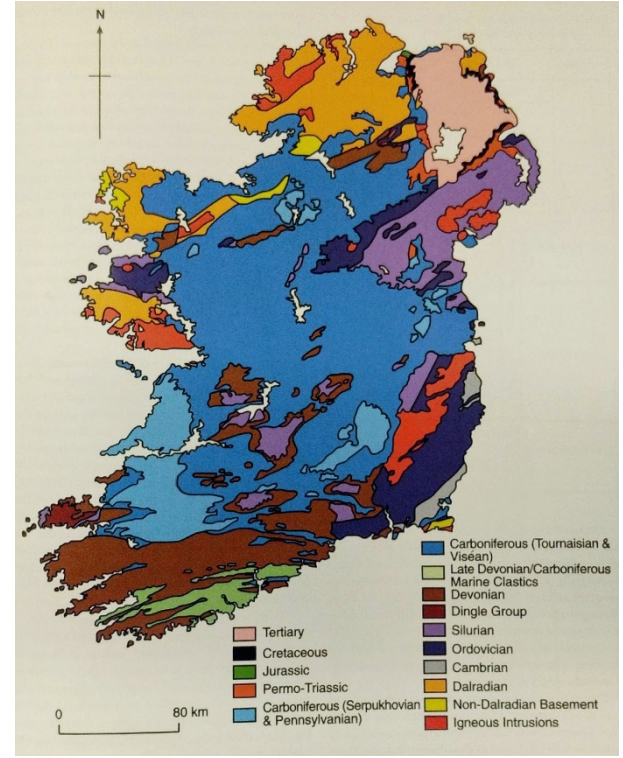 N
Carboniferous (Tournaisian &
Viséan)
Late Devonian/Carboniferous
Marine Clastics
Devonian
Dingle Group
Silurian
Ordovician
Cambrian
Dalradian
Non-Dalradian Basement
Igneous Intrusions
Tertiary
Cretaceous
Jurassic
Permo-Triassic
Carboniferous (Serpukhovian
& Pennsylvanian)
0
80 km